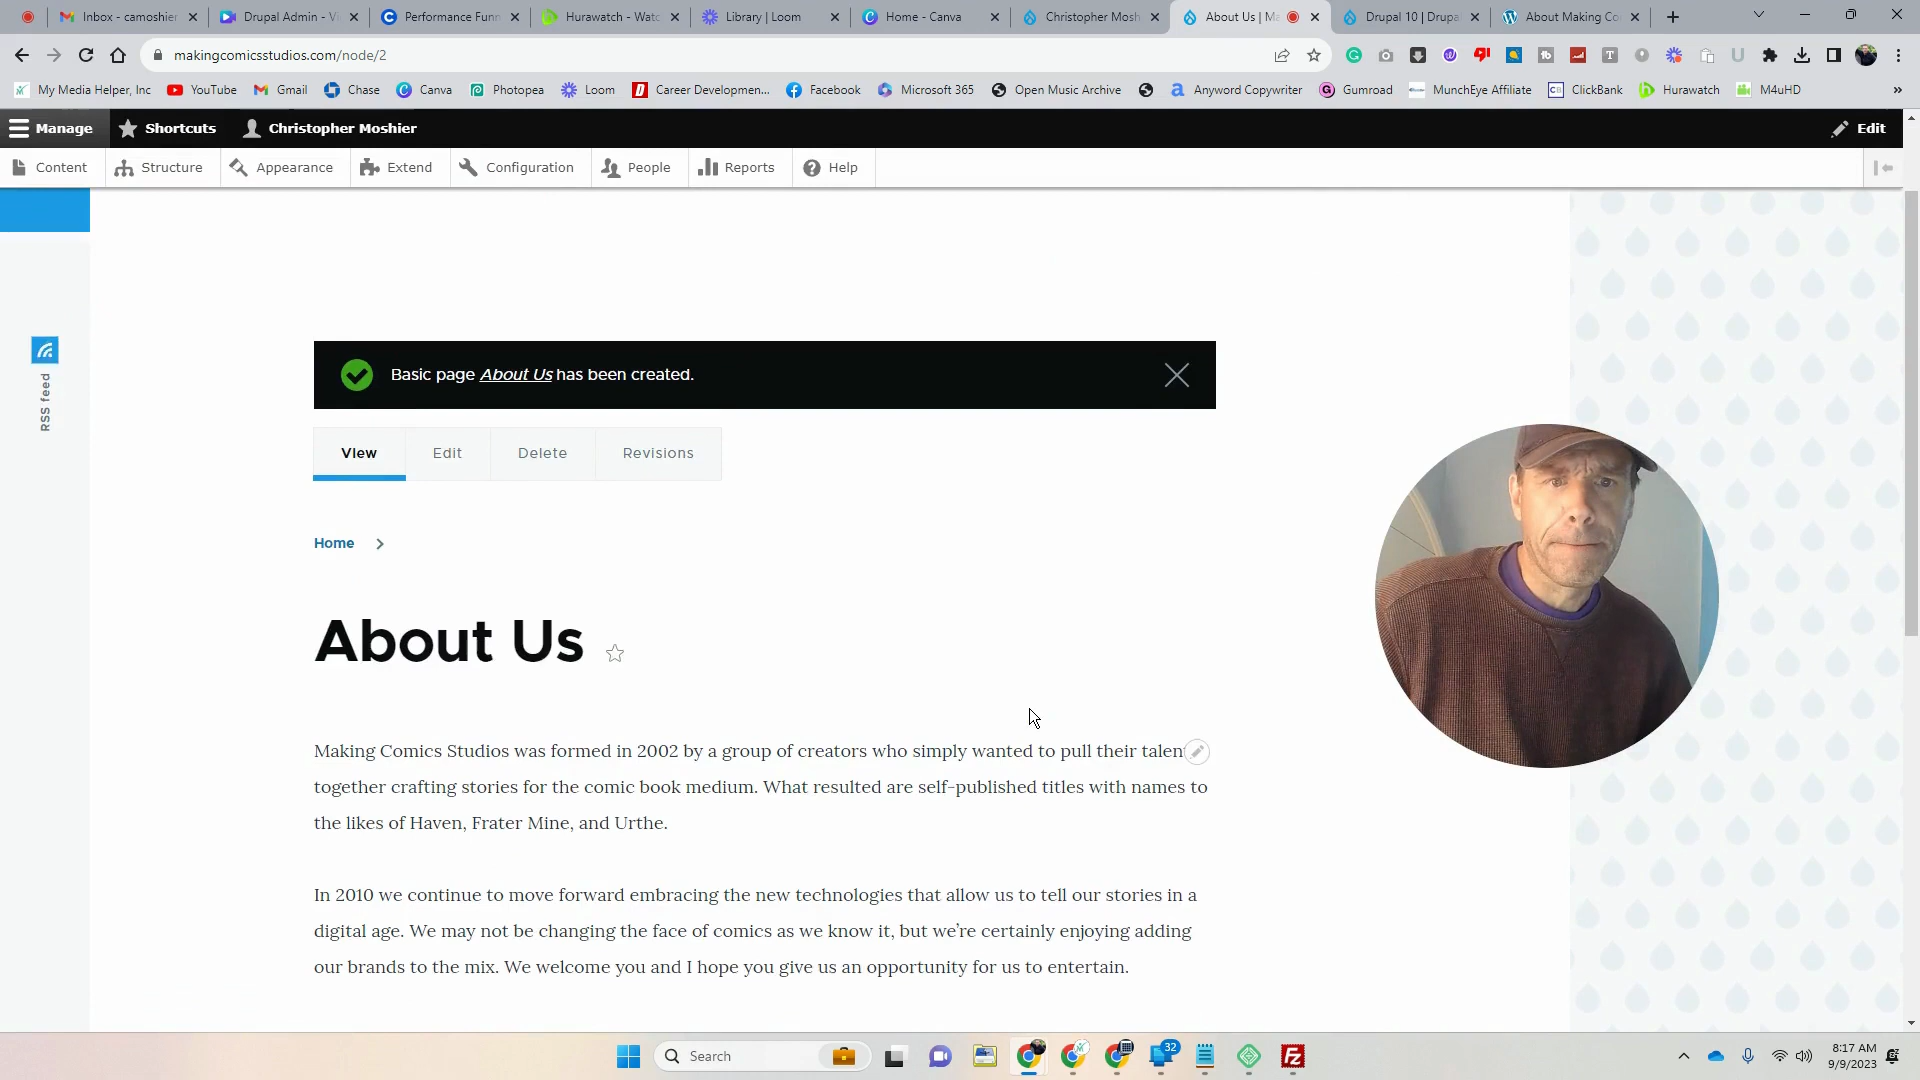 Inbox - camoshier
Drupal Admin - Vi
Performance Funn
Hurawatch - Watc
Library | Loom
Home - Canva
Christopher Mosh
About Us | Ma
Drupal 10 | Drupa
About Making Co
makingcomicsstudios.com/node/2
My Media Helper, Inc
YouTube
Gmail
Chase
Canva
Photopea
Loom
Career Developmen...
Facebook
Microsoft 365
Open Music Archive
Anyword Copywriter
Gumroad
MunchEye Affiliate
ClickBank
Hurawatch
M4uHD
»
Manage
Shortcuts
Christopher Moshier
Edit
Content
Structure
Appearance
Extend
Configuration
People
Reports
Help
RSS feed
Basic page About Us has been created.
View
Edit
Delete
Revisions
Home
About Us
Making Comics Studios was formed in 2002 by a group of creators who simply wanted to pull their talent
together crafting stories for the comic book medium. What resulted are self-published titles with names to
the likes of Haven, Frater Mine, and Urthe.
In 2010 we continue to move forward embracing the new technologies that allow us to tell our stories in a
digital age. We may not be changing the face of comics as we know it, but we're certainly enjoying adding
our brands to the mix. We welcome you and I hope you give us an opportunity for us to entertain.
Search
32
8:17 AM
9/9/2023